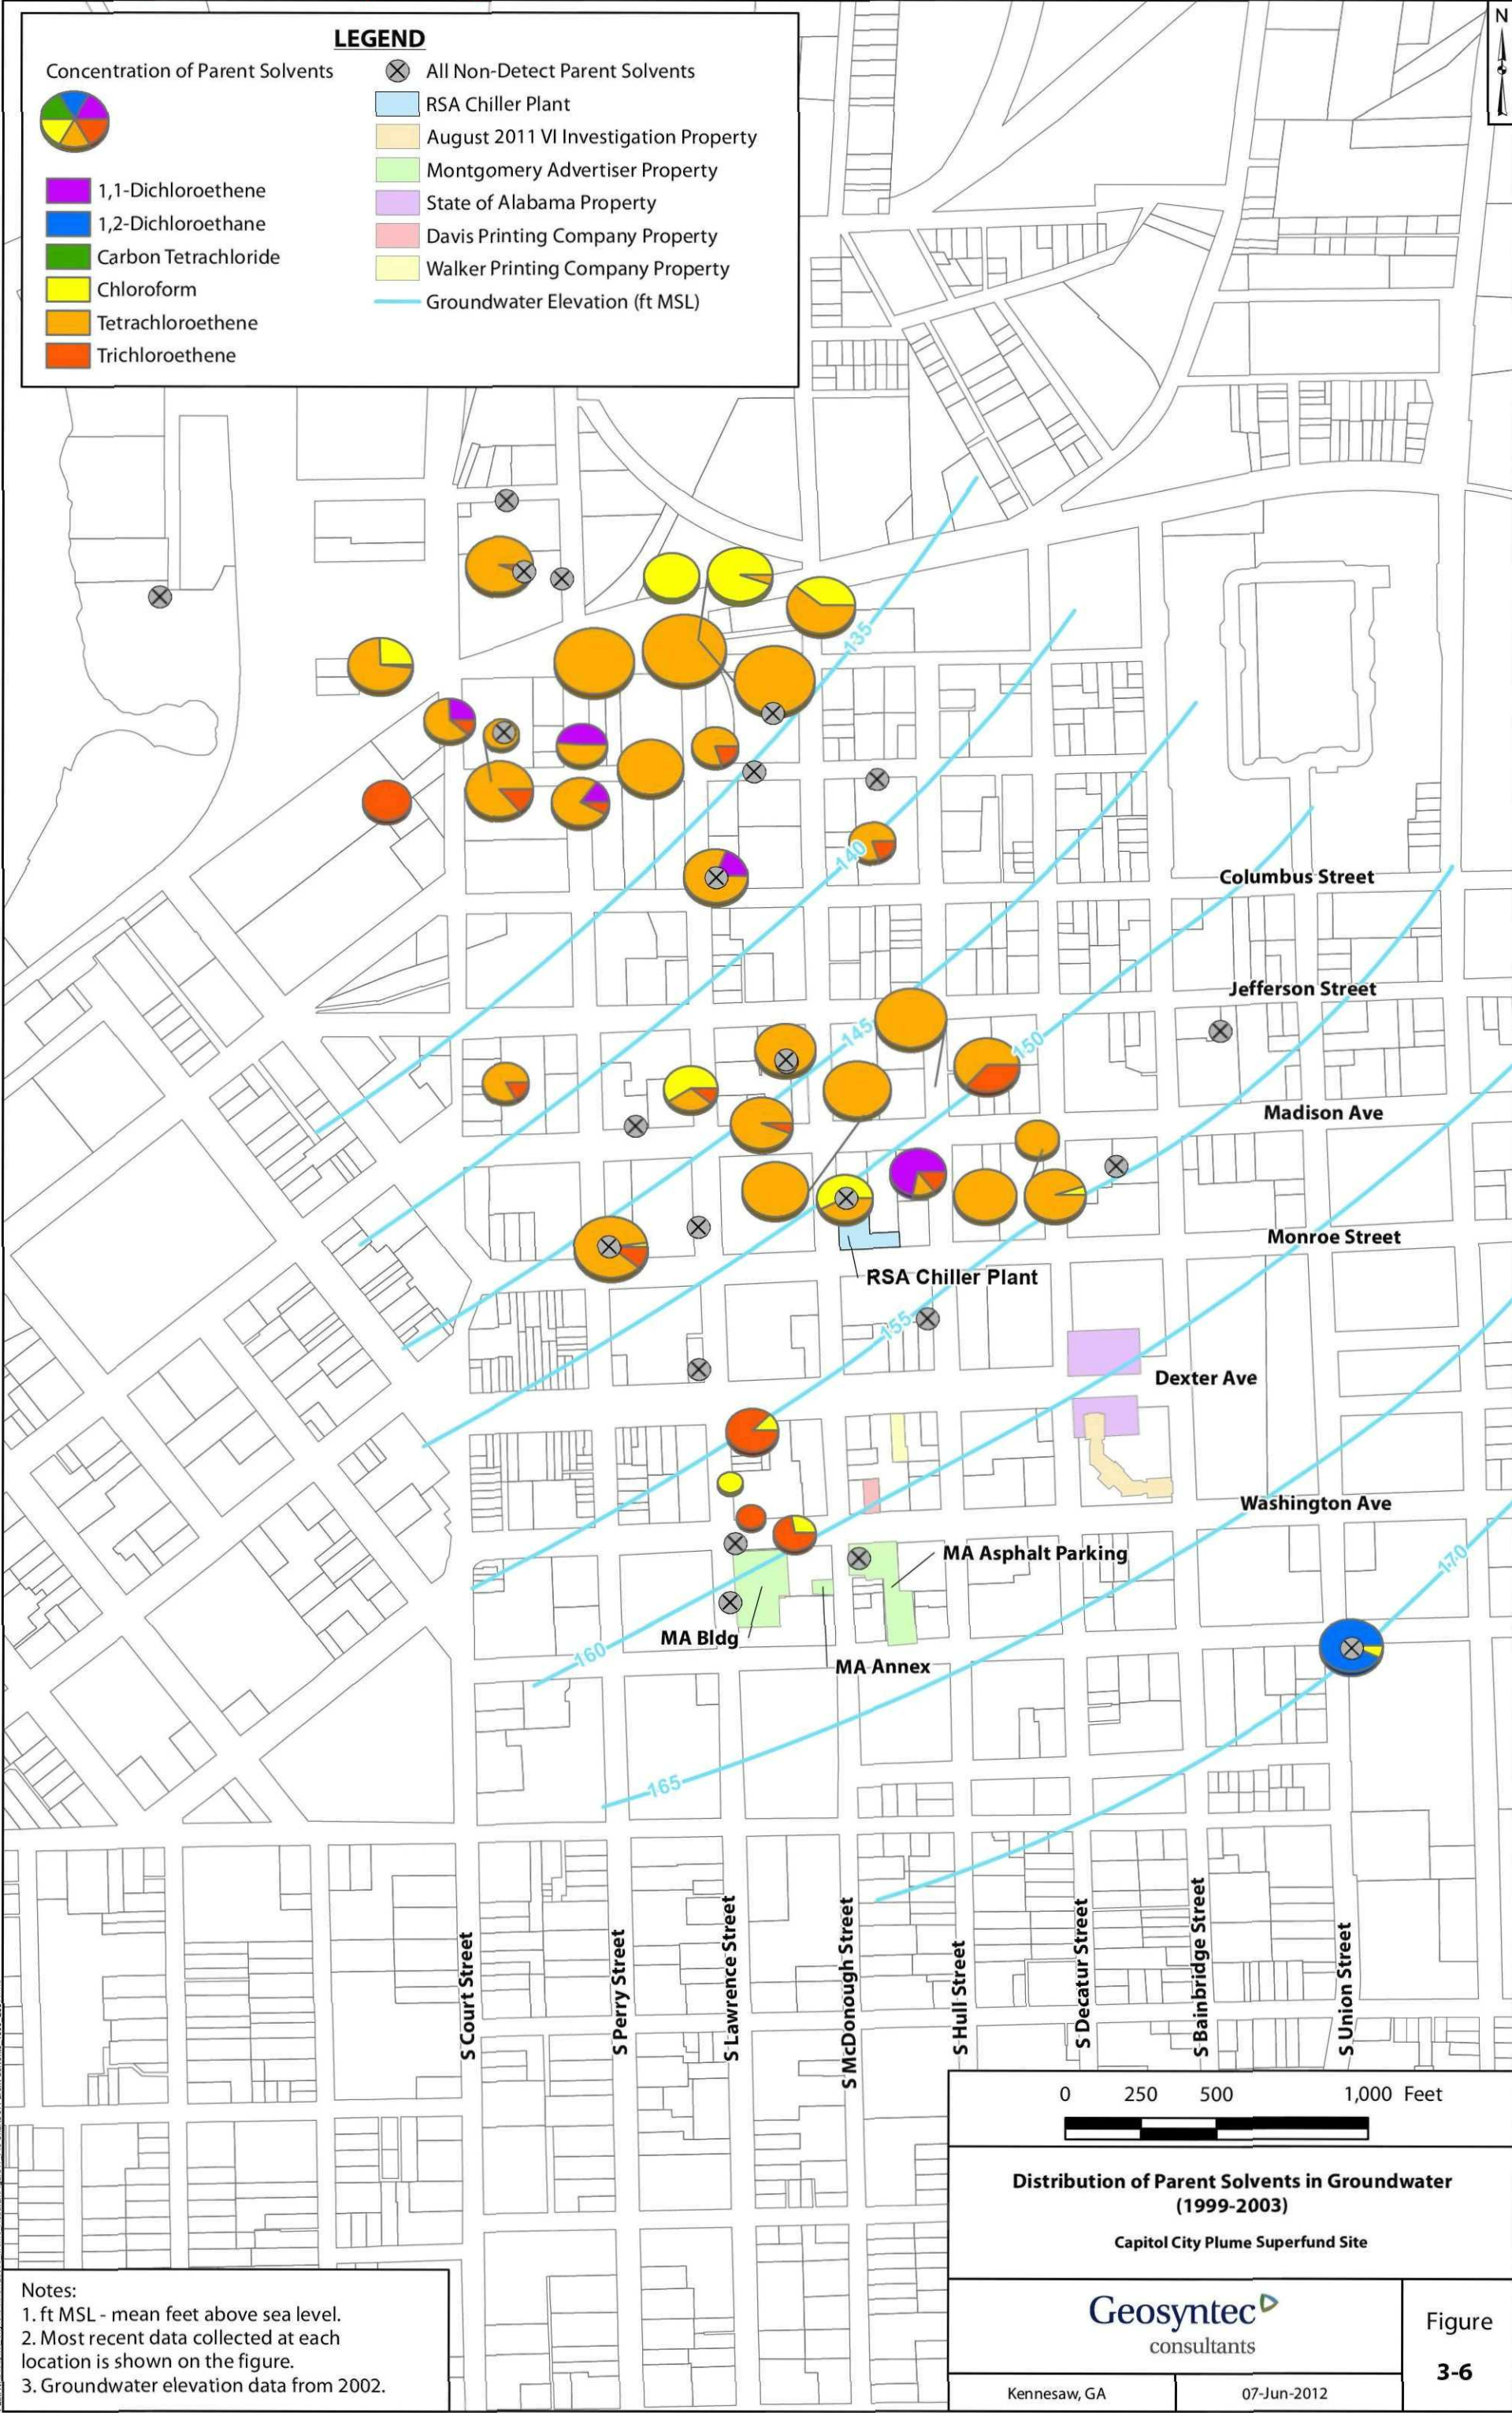 N
LEGEND
Concentration of Parent Solvents
1,1-Dichloroethene
1,2-Dichloroethane
Carbon Tetrachloride
Chloroform
Tetrachloroethene
Trichloroethene
All Non-Detect Parent Solvents
RSA Chiller Plant
August 2011 VI Investigation Property
Montgomery Advertiser Property
State of Alabama Property
Davis Printing Company Property
Walker Printing Company Property
Groundwater Elevation (ft MSL)
135
140
Columbus Street
Jefferson Street
145
150
Madison Ave
Monroe Street
RSA Chiller Plant
155
Dexter Ave
Washington Ave
MA Asphalt Parking
170
MA Bldg
160
MA Annex
165
S Court Street
S Perry Street
S Lawrence Street
S McDonough Street
S Hull Street
S Decatur Street
S Bainbridge Street
S Union Street
0 250 500 1,000 Feet
Distribution of Parent Solvents in Groundwater
(1999-2003)
Capitol City Plume Superfund Site
Geosyntec
consultants
Kennesaw, GA
07-Jun-2012
Figure
3-6
Notes:
1. ft MSL - mean feet above sea level.
2. Most recent data collected at each
location is shown on the figure.
3. Groundwater elevation data from 2002.